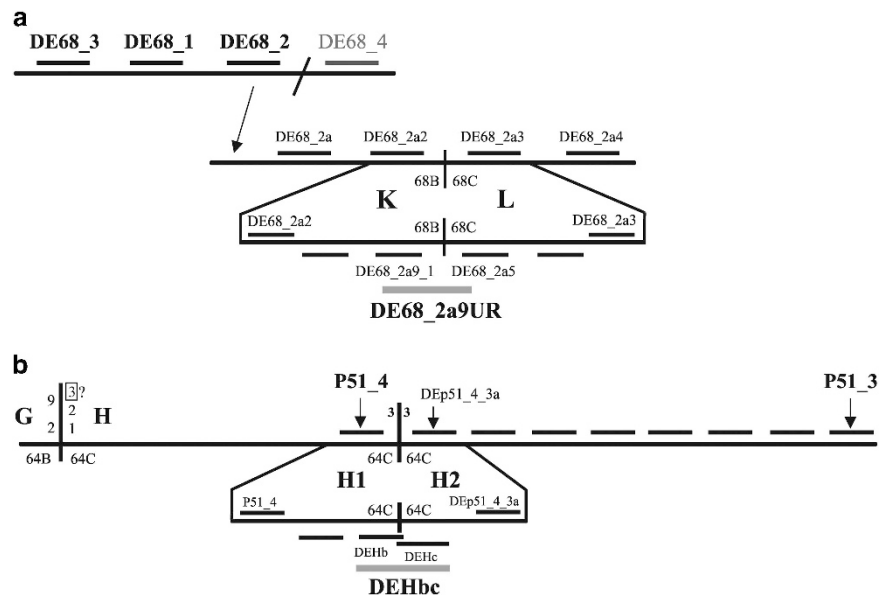 a
DE68_3 DE68_1 DE68_2 DE68_4
DE68_2a DE68_2a2 DE68_2a3 DE68_2a4
68B 68C
K L
DE68_2a2 68B 68C DE68_2a3
DE68_2a9_1 DE68_2a5
DE68_2a9UR
b
P51_4 DEp51_4_3a P51_3
G 9 3? H
2 2
1
3 3
64B 64C 64C 64C
H1 H2
P51_4 64C 64C DEp51_4_3a
DEHb DEHc
DEHbc